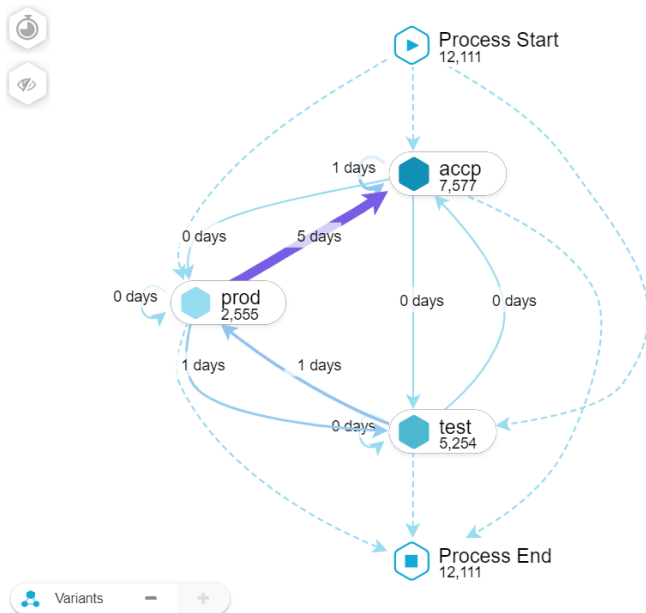 Process Start
12,111
1 days
accp
7,577
0 days
5 days
0 days
prod
2,555
0 days
0 days
1 days
1 days
0 days
test
5,254
Process End
12,111
Variants